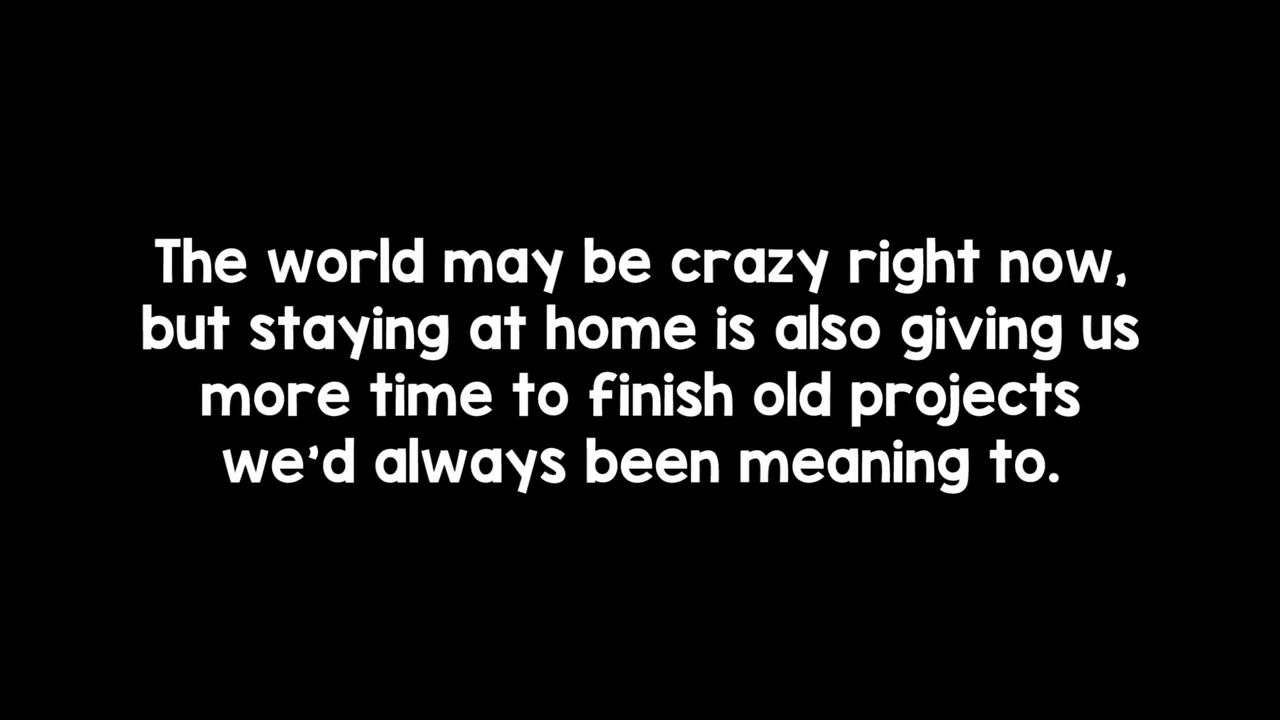 The world may be crazy right now,
but staying at home is also giving us
more time to finish old projects
we'd always been meaning to.